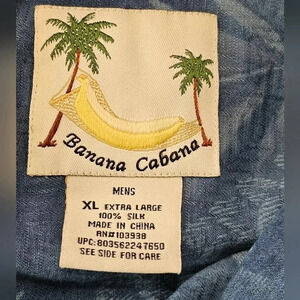 Banana Cabana
MENS
XL EXTRA LARGE
100% SILK
MADE IN CHINA
RN#103938
UPC:803562247650
SEE SIDE FOR CARE